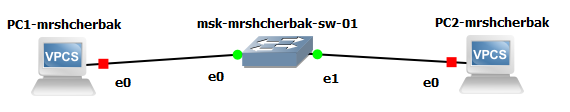 PC1-mrshcherbak
msk-mrshcherbak-sw-01
PC2-mrshcherbak
VPCS
VPCS
e0
e0
e1
e0